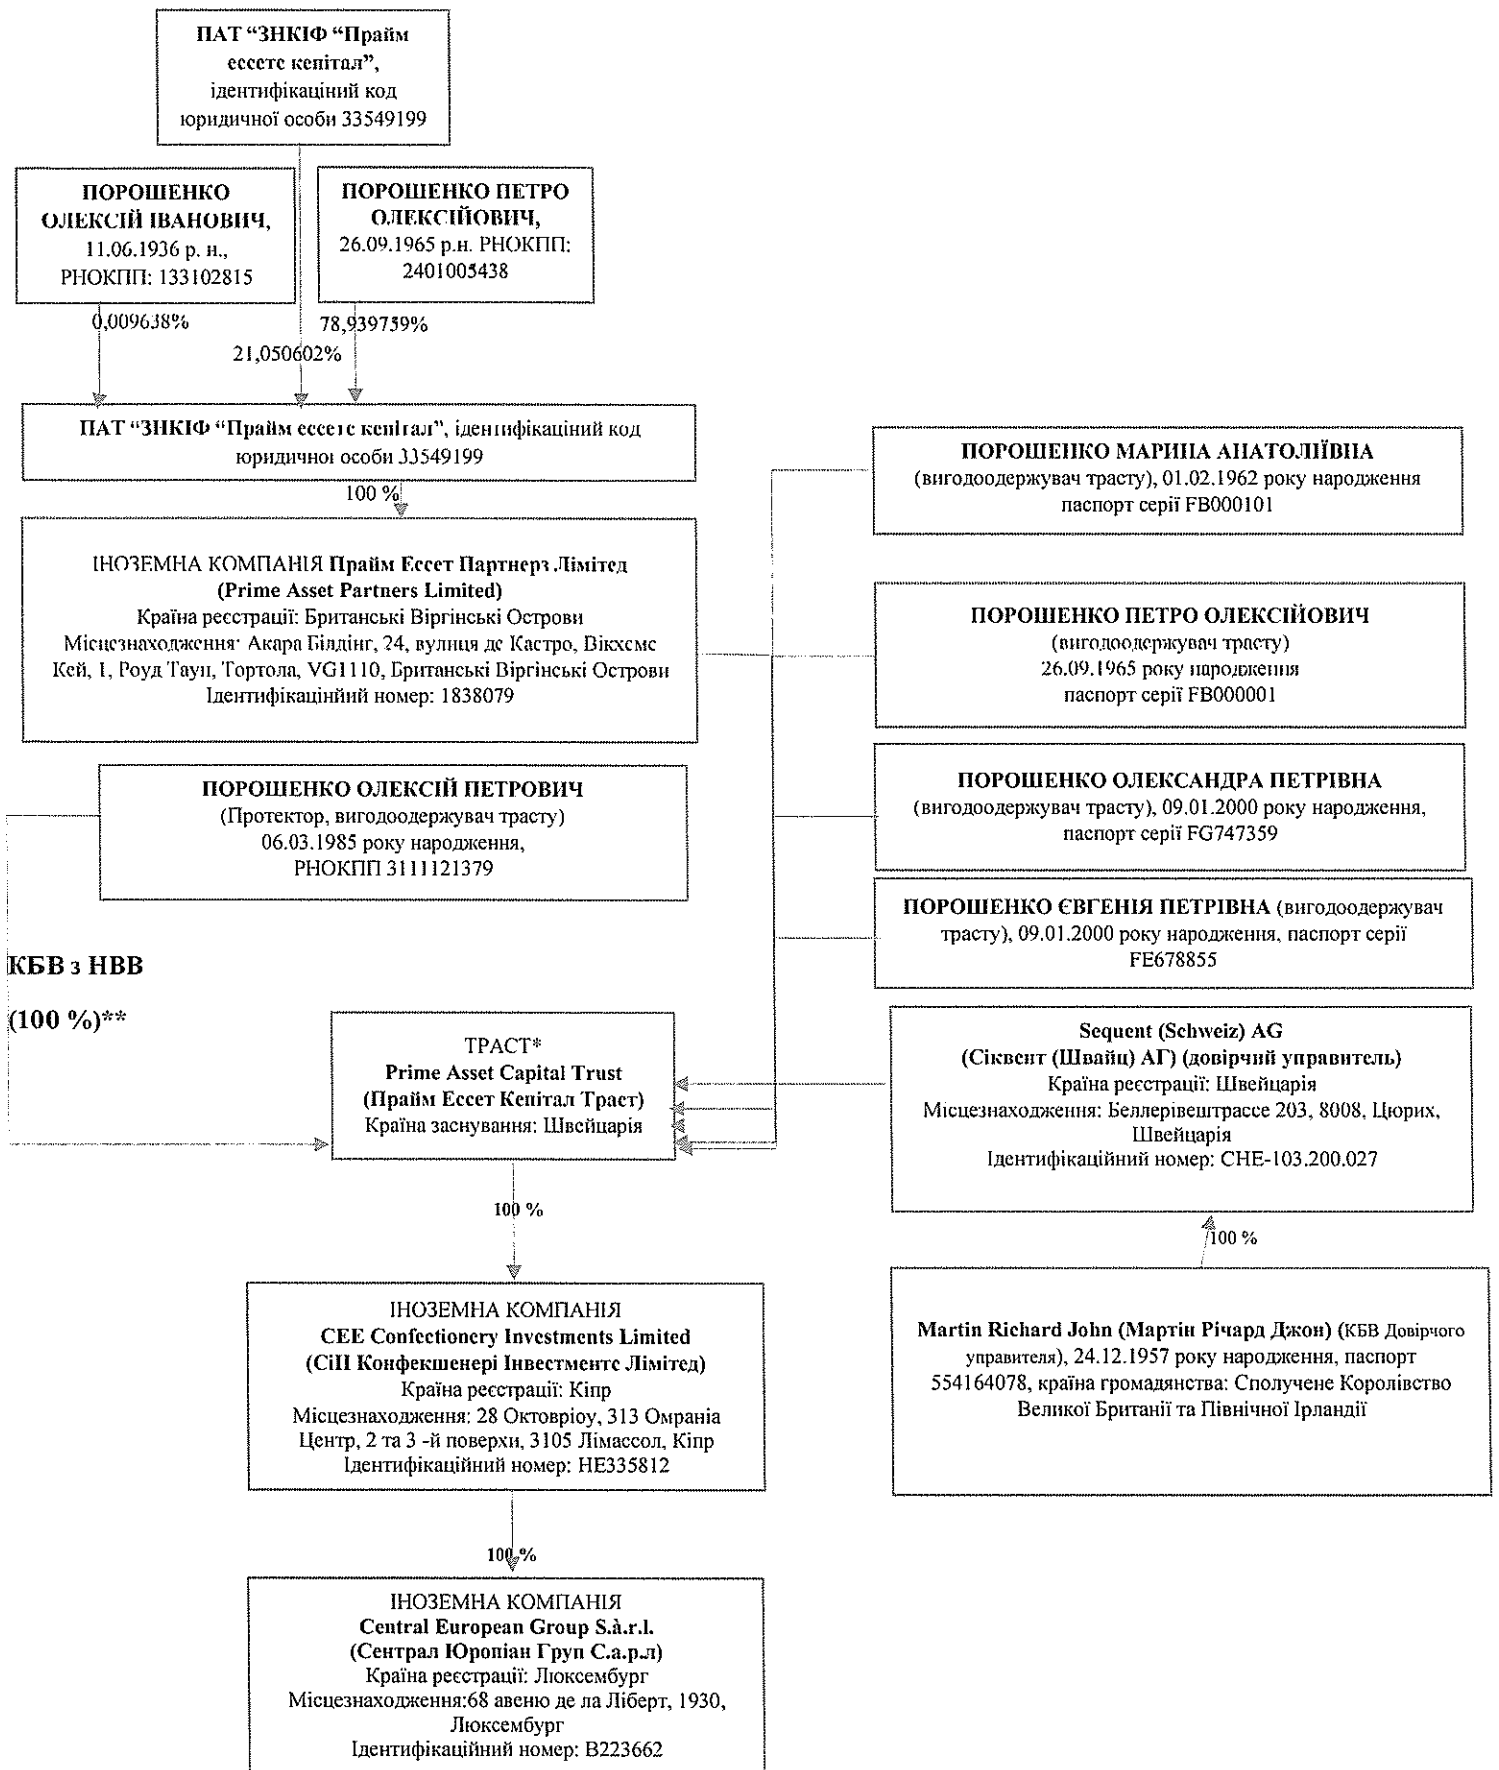 ПАТ “ЗНКІФ “Прайм
ессетс кепітал”,
ідентифікаціний код
юридичної особи 33549199
ПОРОШЕНКО
ОЛЕКСІЙ ІВАНОВИЧ,
11.06.1936 р. н.,
РНОКПП: 133102815
ПОРОШЕНКО ПЕТРО
ОЛЕКСІЙОВИЧ,
26.09.1965 р.н. РНОКПП:
2401005438
0,009638%
78,939759%
21,050602%
ПАТ “ЗНКІФ “Прайм ессетс кепітал”, ідентифікаціний код
юридичної особи 33549199
100 %
ІНОЗЕМНА КОМПАНІЯ Прайм Ессет Партнерз Лімітед
(Prime Asset Partners Limited)
Країна реєстрації: Британські Віргінські Острови
Місцезнаходження: Акара Білдінг, 24, вулиця де Кастро, Вікхемс
Кей, 1, Роуд Таун, Тортола, VG1110, Британські Віргінські Острови
Ідентифікаційний номер: 1838079
ПОРОШЕНКО ОЛЕКСІЙ ПЕТРОВИЧ
(Протектор, вигодоодержувач трасту)
06.03.1985 року народження,
РНОКПП 3111121379
ПОРОШЕНКО МАРИНА АНАТОЛІЇВНА
(вигодоодержувач трасту), 01.02.1962 року народження
паспорт серії FB000101
ПОРОШЕНКО ПЕТРО ОЛЕКСІЙОВИЧ
(вигодоодержувач трасту)
26.09.1965 року народження
паспорт серії FB000001
ПОРОШЕНКО ОЛЕКСАНДРА ПЕТРІВНА
(вигодоодержувач трасту), 09.01.2000 року народження,
паспорт серії FG747359
ПОРОШЕНКО ЄВГЕНІЯ ПЕТРІВНА (вигодоодержувач
трасту), 09.01.2000 року народження, паспорт серії
FE678855
КБВ з НВВ
(100 %)**
ТРАСТ*
Prime Asset Capital Trust
(Прайм Ессет Кепітал Траст)
Країна заснування: Швейцарія
Sequent (Schweiz) AG
(Сіквент (Швайц) АГ) (довірчий управитель)
Країна реєстрації: Швейцарія
Місцезнаходження: Беллерівештрассе 203, 8008, Цюрих,
Швейцарія
Ідентифікаційний номер: CHE-103.200.027
100 %
100 %
ІНОЗЕМНА КОМПАНІЯ
CEE Confectionery Investments Limited
(СіІІ Конфекшенері Інвестментс Лімітед)
Країна реєстрації: Кіпр
Місцезнаходження: 28 Октовріоу, 313 Омраніа
Центр, 2 та 3 -й поверхи, 3105 Лімассол, Кіпр
Ідентифікаційний номер: HE335812
Martin Richard John (Мартін Річард Джон) (КБВ Довірчого
управителя), 24.12.1957 року народження, паспорт
554164078, країна громадянства: Сполучене Королівство
Великої Британії та Північної Ірландії
100 %
ІНОЗЕМНА КОМПАНІЯ
Central European Group S.à.r.l.
(Сентрал Юропіан Груп С.а.р.л)
Країна реєстрації: Люксембург
Місцезнаходження:68 авеню де ла Ліберт, 1930,
Люксембург
Ідентифікаційний номер: B223662